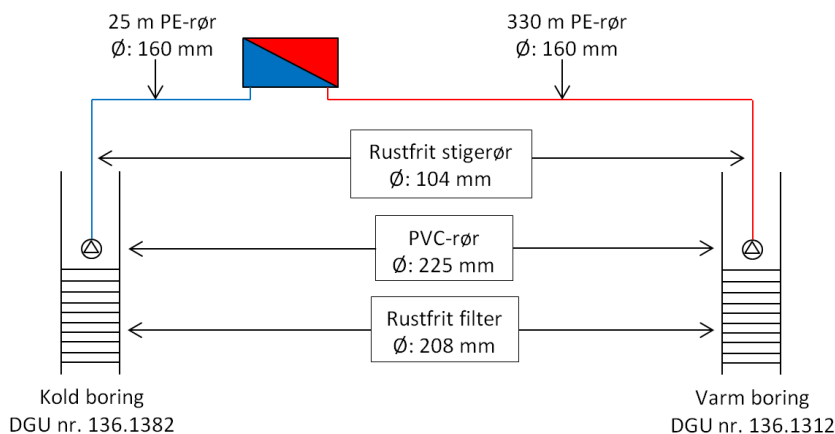 25 m PE-rør
Ø: 160 mm
330 m PE-rør
Ø: 160 mm
Rustfrit stigerør
Ø: 104 mm
PVC-rør
Ø: 225 mm
Rustfrit filter
Ø: 208 mm
Kold boring
DGU nr. 136.1382
Varm boring
DGU nr. 136.1312